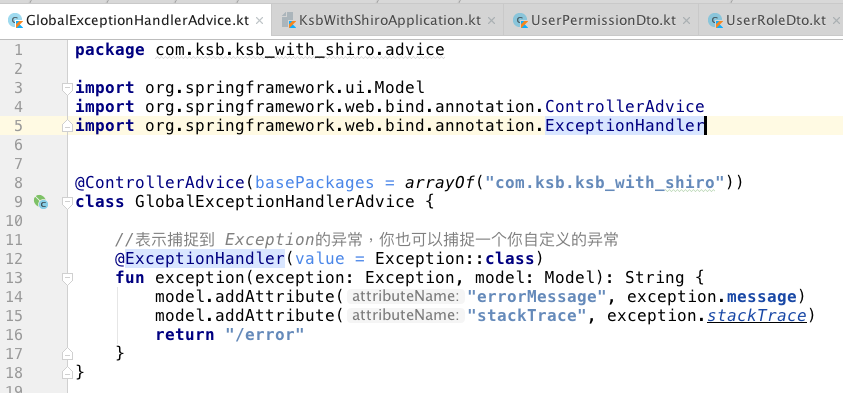 GlobalExceptionHandlerAdvice.kt × KsbWithShiroApplication.kt × UserPermissionDto.kt × UserRoleDto.kt ×
1 package com.ksb.ksb_with_shiro.advice
2
3 import org.springframework.ui.Model
4 import org.springframework.web.bind.annotation.ControllerAdvice
5 import org.springframework.web.bind.annotation.ExceptionHandler
6
7
8 @ControllerAdvice(basePackages = arrayOf("com.ksb.ksb_with_shiro"))
9 class GlobalExceptionHandlerAdvice {
10
11 //表示捕捉到 Exception的异常，你也可以捕捉一个你自定义的异常
12 @ExceptionHandler(value = Exception::class)
13 fun exception(exception: Exception, model: Model): String {
14 model.addAttribute( attributeName: "errorMessage", exception.message)
15 model.addAttribute( attributeName: "stackTrace", exception.stackTrace)
16 return "/error"
17 }
18 }
19